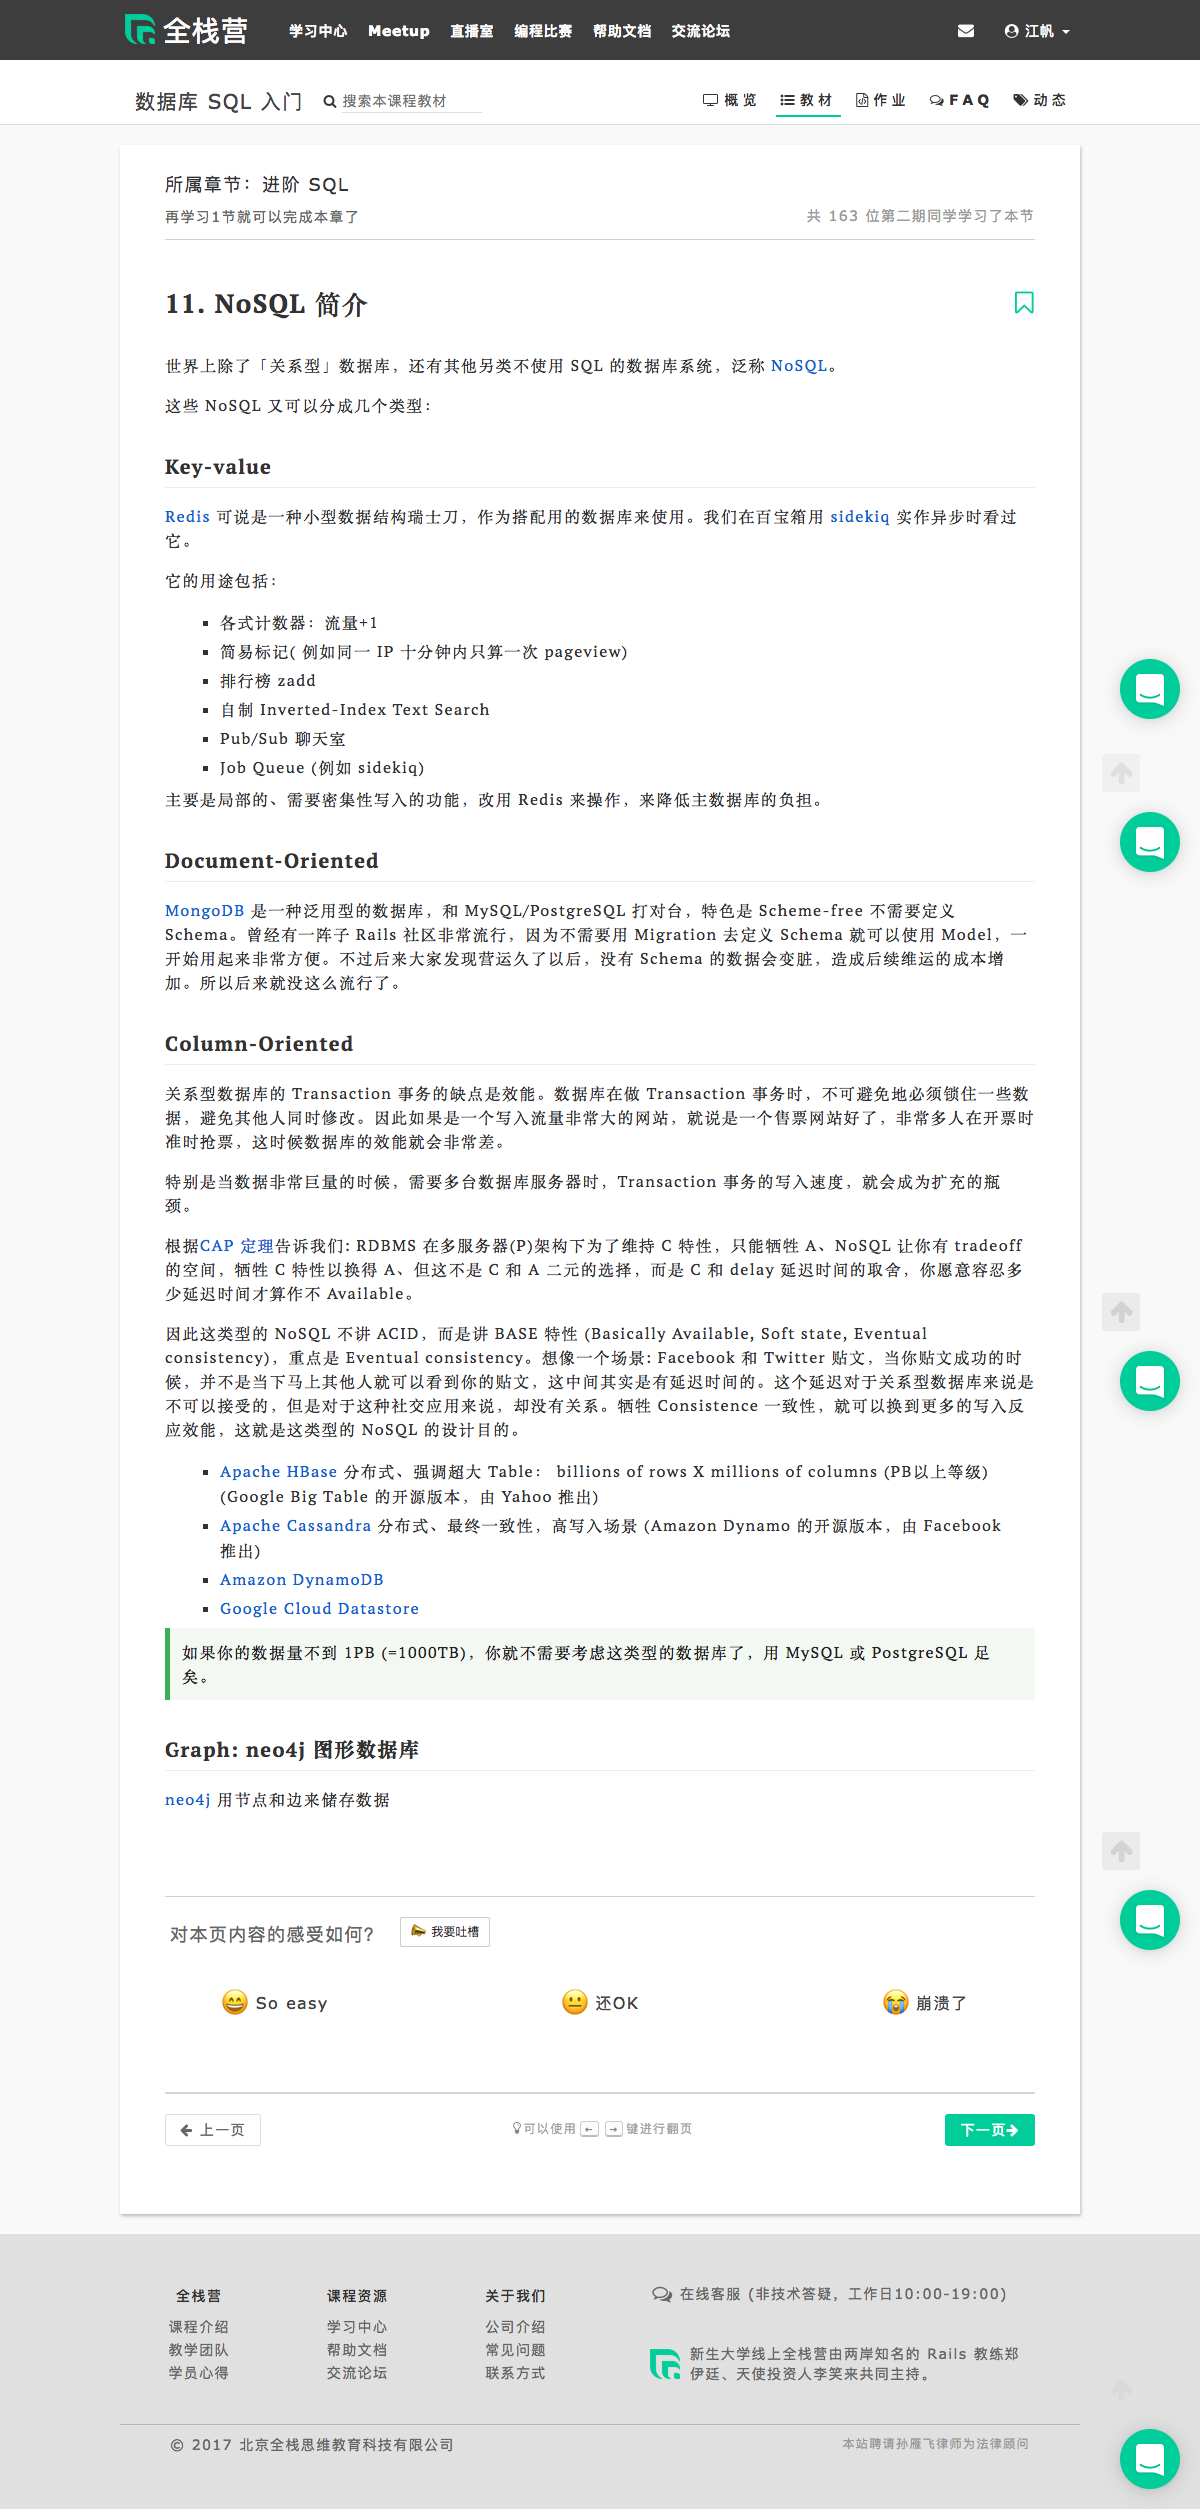 全栈营 学习中心 Meetup 直播室 编程比赛 帮助文档 交流论坛 江帆
数据库 SQL 入门 搜索本课程教材 概览 教材 作业 FAQ 动态
所属章节：进阶 SQL
再学习1节就可以完成本章了 共 163 位第二期同学学习了本节
11. NoSQL 简介
世界上除了「关系型」数据库，还有其他另类不使用 SQL 的数据库系统，泛称 NoSQL。
这些 NoSQL 又可以分成几个类型：
Key-value
Redis 可说是一种小型数据结构瑞士刀，作为搭配用的数据库来使用。我们在百宝箱用 sidekiq 实作异步时看过
它。
它的用途包括：
各式计数器：流量+1
简易标记( 例如同一 IP 十分钟内只算一次 pageview)
排行榜 zadd
自制 Inverted-Index Text Search
Pub/Sub 聊天室
Job Queue (例如 sidekiq)
主要是局部的、需要密集性写入的功能，改用 Redis 来操作，来降低主数据库的负担。
Document-Oriented
MongoDB 是一种泛用型的数据库，和 MySQL/PostgreSQL 打对台，特色是 Scheme-free 不需要定义
Schema。曾经有一阵子 Rails 社区非常流行，因为不需要用 Migration 去定义 Schema 就可以使用 Model，一
开始用起来非常方便。不过后来大家发现营运久了以后，没有 Schema 的数据会变脏，造成后续维运的成本增
加。所以后来就没这么流行了。
Column-Oriented
关系型数据库的 Transaction 事务的缺点是效能。数据库在做 Transaction 事务时，不可避免地必须锁住一些数
据，避免其他人同时修改。因此如果是一个写入流量非常大的网站，就说是一个售票网站好了，非常多人在开票时
准时抢票，这时候数据库的效能就会非常差。
特别是当数据非常巨量的时候，需要多台数据库服务器时，Transaction 事务的写入速度，就会成为扩充的瓶
颈。
根据CAP 定理告诉我们: RDBMS 在多服务器(P)架构下为了维持 C 特性，只能牺牲 A、NoSQL 让你有 tradeoff
的空间，牺牲 C 特性以换得 A、但这不是 C 和 A 二元的选择，而是 C 和 delay 延迟时间的取舍，你愿意容忍多
少延迟时间才算作不 Available。
因此这类型的 NoSQL 不讲 ACID，而是讲 BASE 特性 (Basically Available, Soft state, Eventual
consistency)，重点是 Eventual consistency。想像一个场景: Facebook 和 Twitter 贴文，当你贴文成功的时
候，并不是当下马上其他人就可以看到你的贴文，这中间其实是有延迟时间的。这个延迟对于关系型数据库来说是
不可以接受的，但是对于这种社交应用来说，却没有关系。牺牲 Consistence 一致性，就可以换到更多的写入反
应效能，这就是这类型的 NoSQL 的设计目的。
Apache HBase 分布式、强调超大 Table： billions of rows X millions of columns (PB以上等级)
(Google Big Table 的开源版本，由 Yahoo 推出)
Apache Cassandra 分布式、最终一致性，高写入场景 (Amazon Dynamo 的开源版本，由 Facebook
推出)
Amazon DynamoDB
Google Cloud Datastore
如果你的数据量不到 1PB (=1000TB)，你就不需要考虑这类型的数据库了，用 MySQL 或 PostgreSQL 足
矣。
Graph: neo4j 图形数据库
neo4j 用节点和边来储存数据
对本页内容的感受如何？ 我要吐槽
So easy 还OK 崩溃了
上一页 可以使用 ← → 键进行翻页 下一页
全栈营 课程资源 关于我们 在线客服 (非技术答疑，工作日10:00-19:00)
课程介绍 学习中心 公司介绍
教学团队 帮助文档 常见问题 新生大学线上全栈营由两岸知名的 Rails 教练郑
学员心得 交流论坛 联系方式 伊廷、天使投资人李笑来共同主持。
© 2017 北京全栈思维教育科技有限公司 本站聘请孙雁飞律师为法律顾问